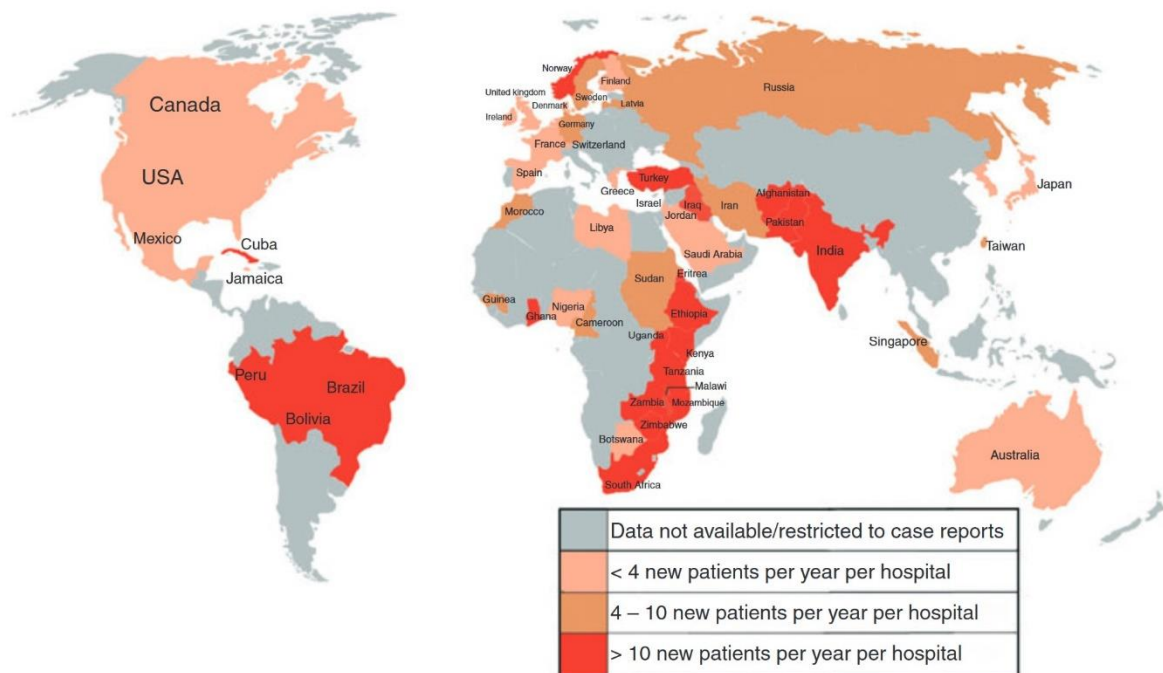 Canada
USA
Mexico
Cuba
Jamaica
Peru
Brazil
Bolivia
Norway
Finland
United kingdom
Sweden
Ireland
Denmark
Latvia
Germany
France
Switzerland
Spain
Greece
Turkey
Israel
Morocco
Jordan
Iraq
Iran
Afghanistan
Pakistan
India
Russia
Japan
Taiwan
Libya
Saudi Arabia
Sudan
Eritrea
Guinea
Ghana
Nigeria
Cameroon
Ethiopia
Uganda
Kenya
Tanzania
Malawi
Zambia
Mozambique
Zimbabwe
Botswana
South Africa
Singapore
Australia
Data not available/restricted to case reports
< 4 new patients per year per hospital
4 – 10 new patients per year per hospital
> 10 new patients per year per hospital